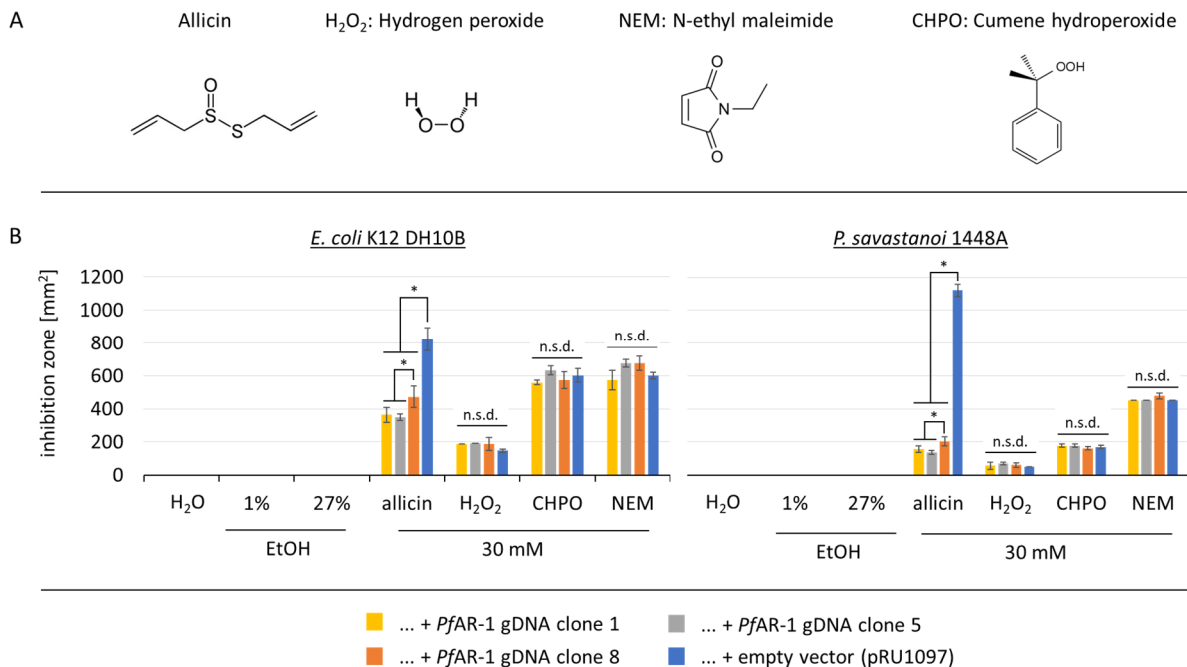 A
Allicin
H₂O₂: Hydrogen peroxide
NEM: N-ethyl maleimide
CHPO: Cumene hydroperoxide
O
S
S
H
H
O
O
O
N
O
OOH
B
E. coli K12 DH10B
P. savastanoi 1448A
inhibition zone [mm²]
1200
1000
800
600
400
200
0
*
*
n.s.d.
n.s.d.
n.s.d.
*
*
n.s.d.
n.s.d.
n.s.d.
H₂O 1% 27% allicin H₂O₂ CHPO NEM
EtOH 30 mM
H₂O 1% 27% allicin H₂O₂ CHPO NEM
EtOH 30 mM
... + PfAR-1 gDNA clone 1
... + PfAR-1 gDNA clone 5
... + PfAR-1 gDNA clone 8
... + empty vector (pRU1097)